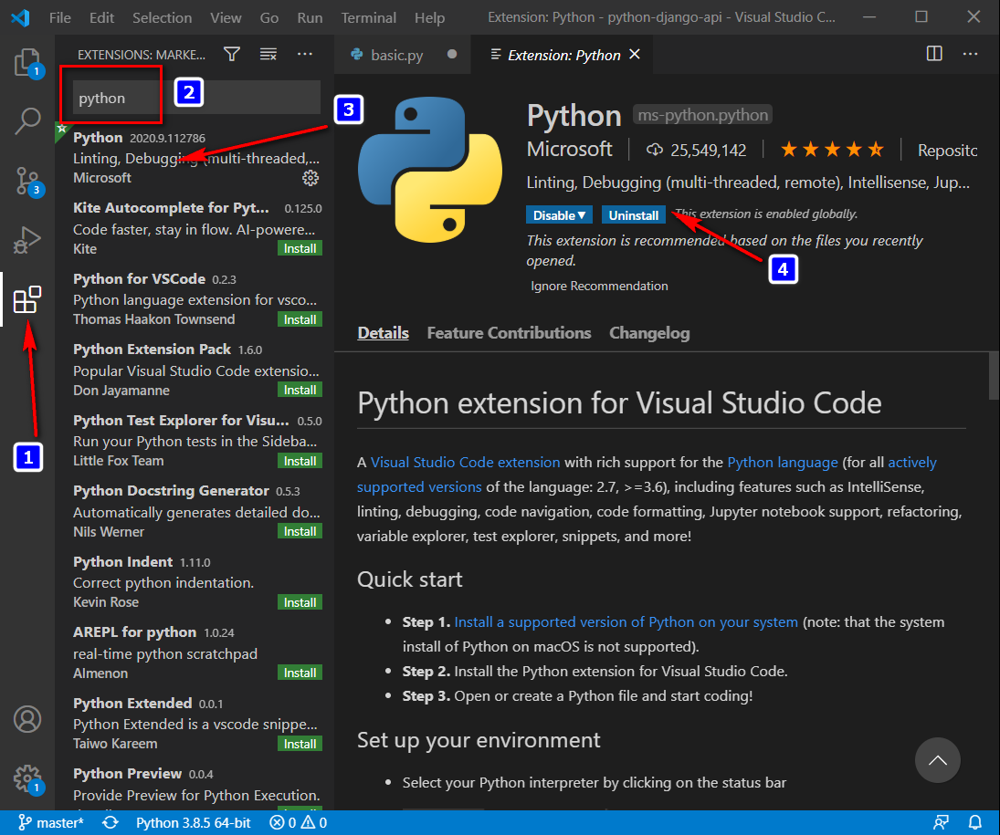 File Edit Selection View Go Run Terminal Help Extension: Python - python-django-api - Visual Studio C...
EXTENSIONS: MARKE...
1
python
2
3
Python 2020.9.112786
Linting, Debugging (multi-threaded,...
Microsoft
Kite Autocomplete for Pyt... 0.125.0
Code faster, stay in flow. AI-powere...
Kite Install
Python for VSCode 0.2.3
Python language extension for vsco...
Thomas Haakon Townsend Install
Python Extension Pack 1.6.0
Popular Visual Studio Code extensio...
Don Jayamanne Install
Python Test Explorer for Visu... 0.5.0
Run your Python tests in the Sideba...
Little Fox Team Install
Python Docstring Generator 0.5.3
Automatically generates detailed do...
Nils Werner Install
Python Indent 1.11.0
Correct python indentation.
Kevin Rose Install
AREPL for python 1.0.24
real-time python scratchpad
Almenon Install
Python Extended 0.0.1
Python Extended is a vscode snippe...
Taiwo Kareem Install
Python Preview 0.0.4
Provide Preview for Python Execution.
3
1
1
basic.py
Extension: Python
Python ms-python.python
Microsoft 25,549,142 Reposito
Linting, Debugging (multi-threaded, remote), Intellisense, Jup...
Disable Uninstall This extension is enabled globally.
This extension is recommended based on the files you recently
opened.
4
Ignore Recommendation
Details Feature Contributions Changelog
Python extension for Visual Studio Code
A Visual Studio Code extension with rich support for the Python language (for all actively
supported versions of the language: 2.7, >=3.6), including features such as IntelliSense,
linting, debugging, code navigation, code formatting, Jupyter notebook support, refactoring,
variable explorer, test explorer, snippets, and more!
Quick start
• Step 1. Install a supported version of Python on your system (note: that the system
install of Python on macOS is not supported).
• Step 2. Install the Python extension for Visual Studio Code.
• Step 3. Open or create a Python file and start coding!
Set up your environment
• Select your Python interpreter by clicking on the status bar
master* Python 3.8.5 64-bit 0 0